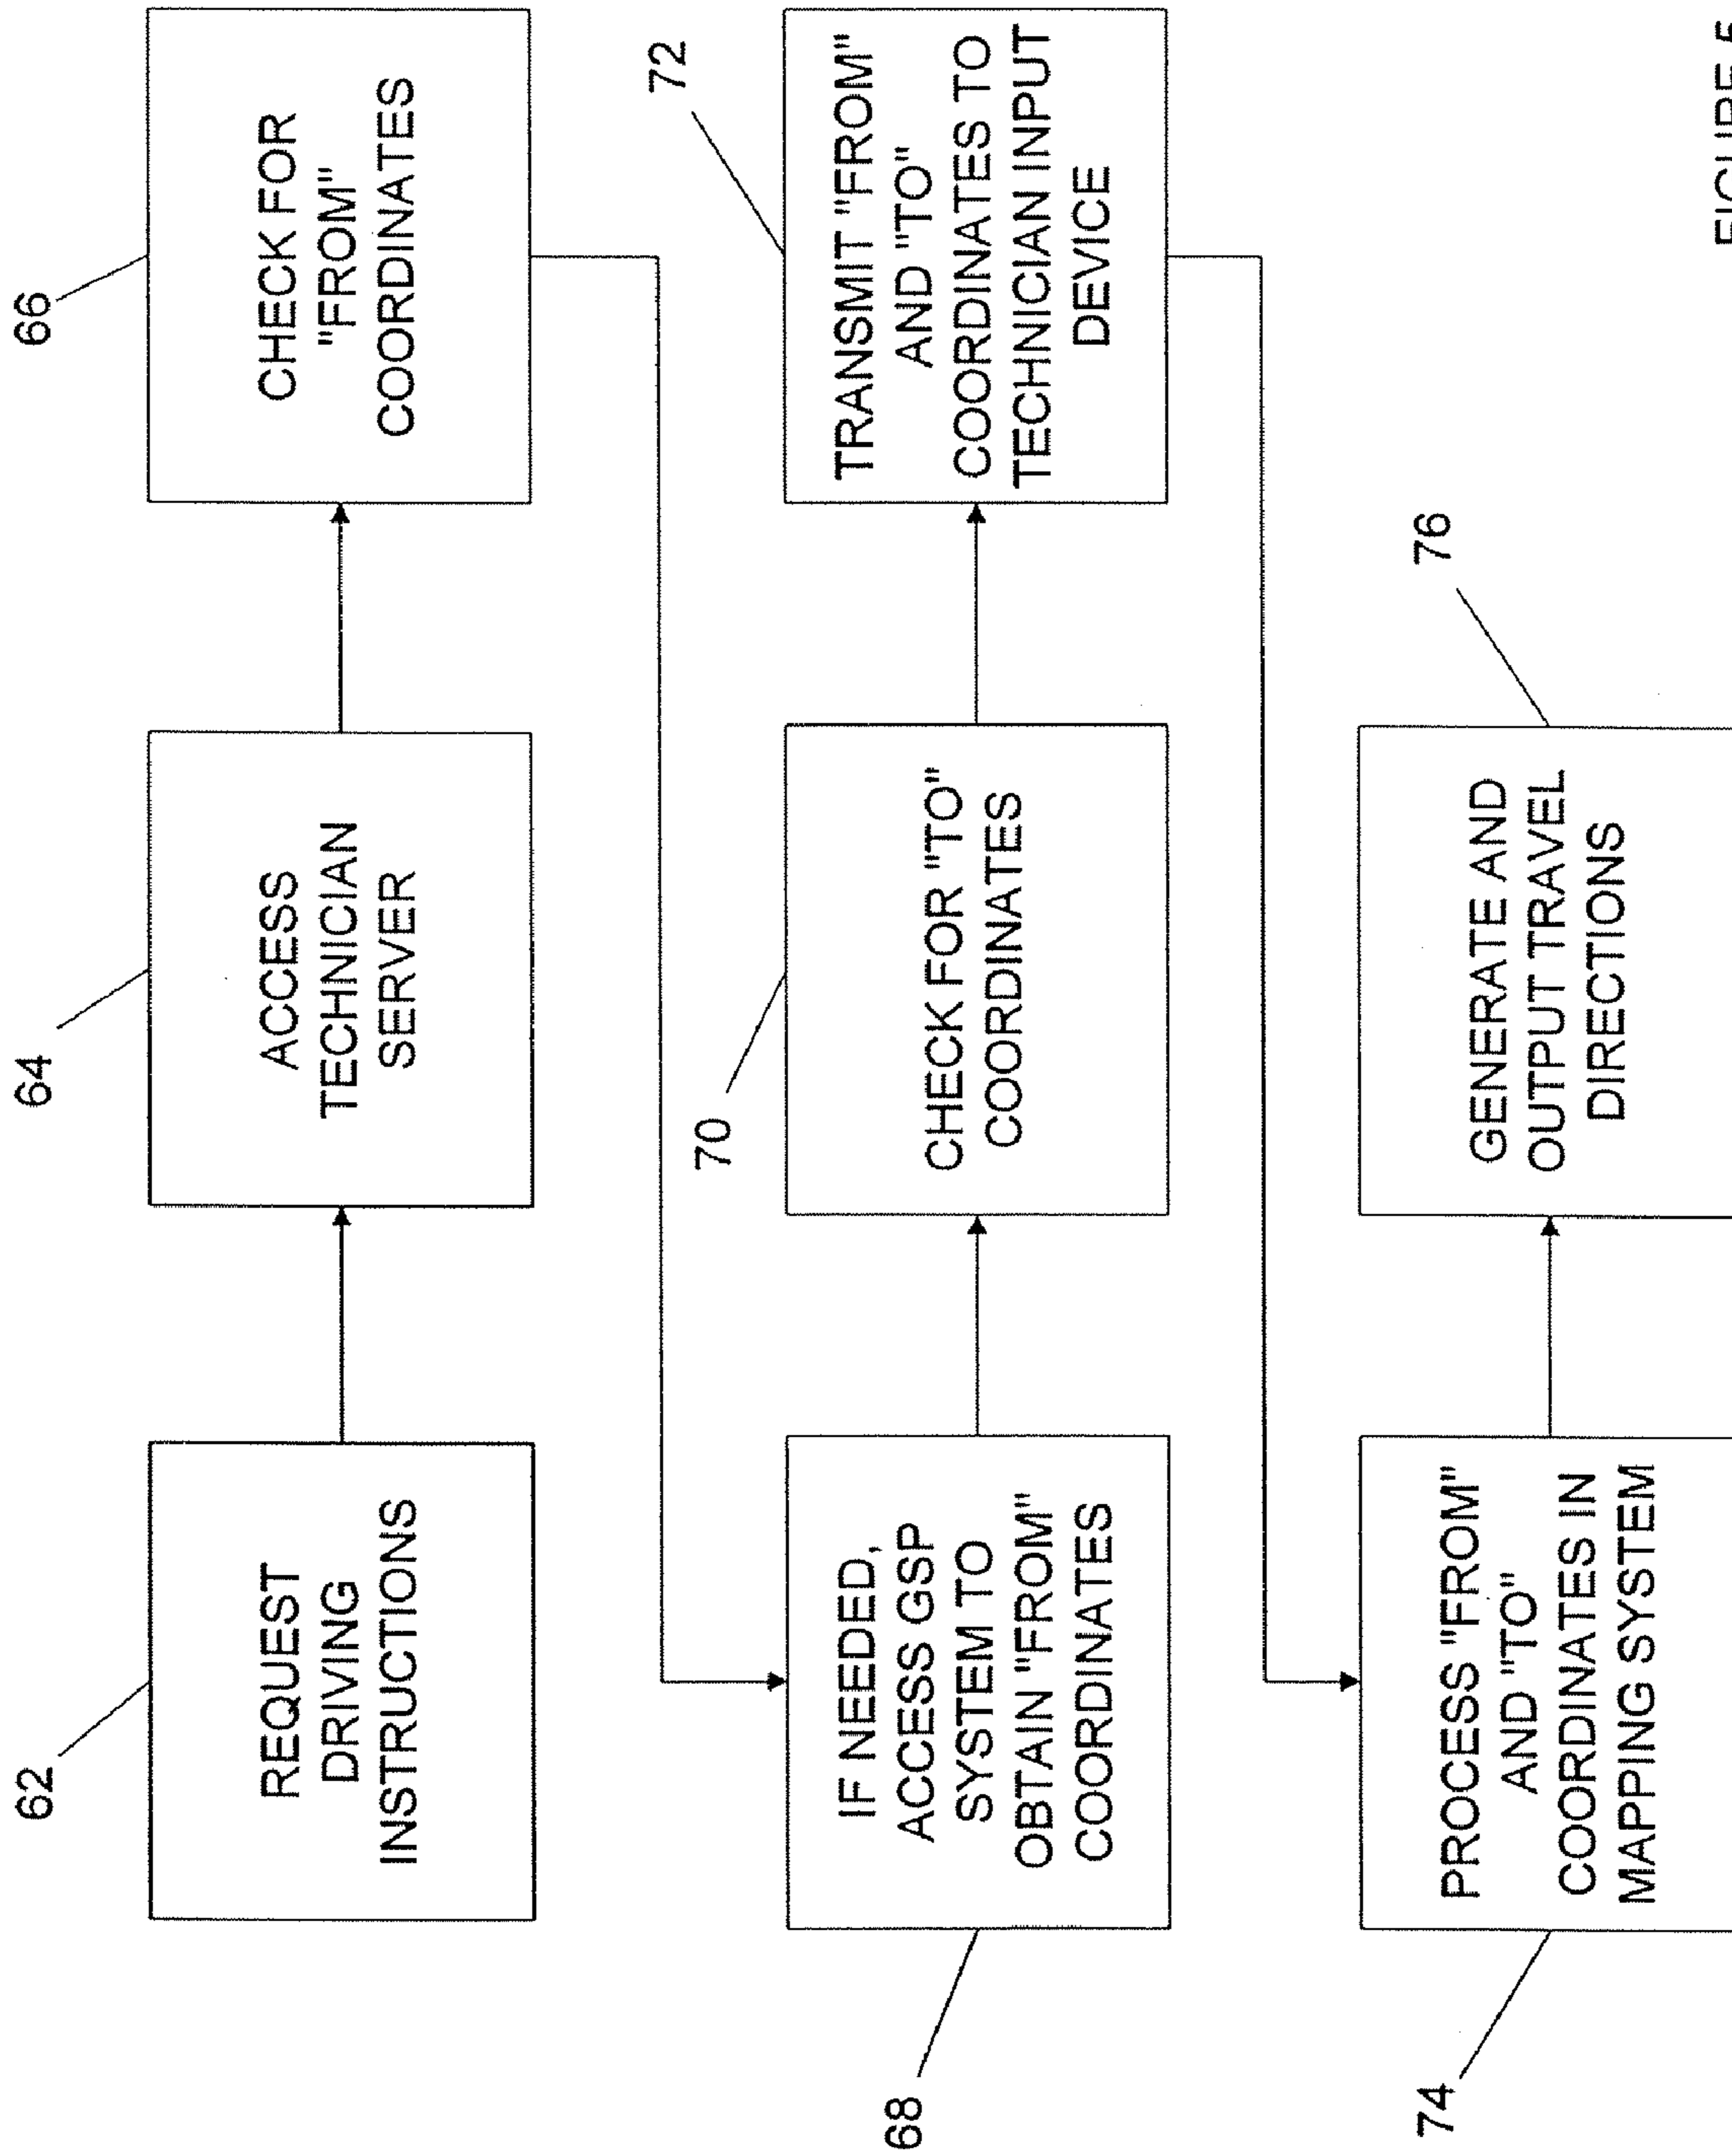 62
REQUEST
DRIVING
INSTRUCTIONS
64
ACCESS
TECHNICIAN
SERVER
66
CHECK FOR
"FROM"
COORDINATES
68
IF NEEDED,
ACCESS GSP
SYSTEM TO
OBTAIN "FROM"
COORDINATES
70
CHECK FOR "TO"
COORDINATES
72
TRANSMIT "FROM"
AND "TO"
COORDINATES TO
TECHNICIAN INPUT
DEVICE
74
PROCESS "FROM"
AND "TO"
COORDINATES IN
MAPPING SYSTEM
76
GENERATE AND
OUTPUT TRAVEL
DIRECTIONS
FIGURE 5